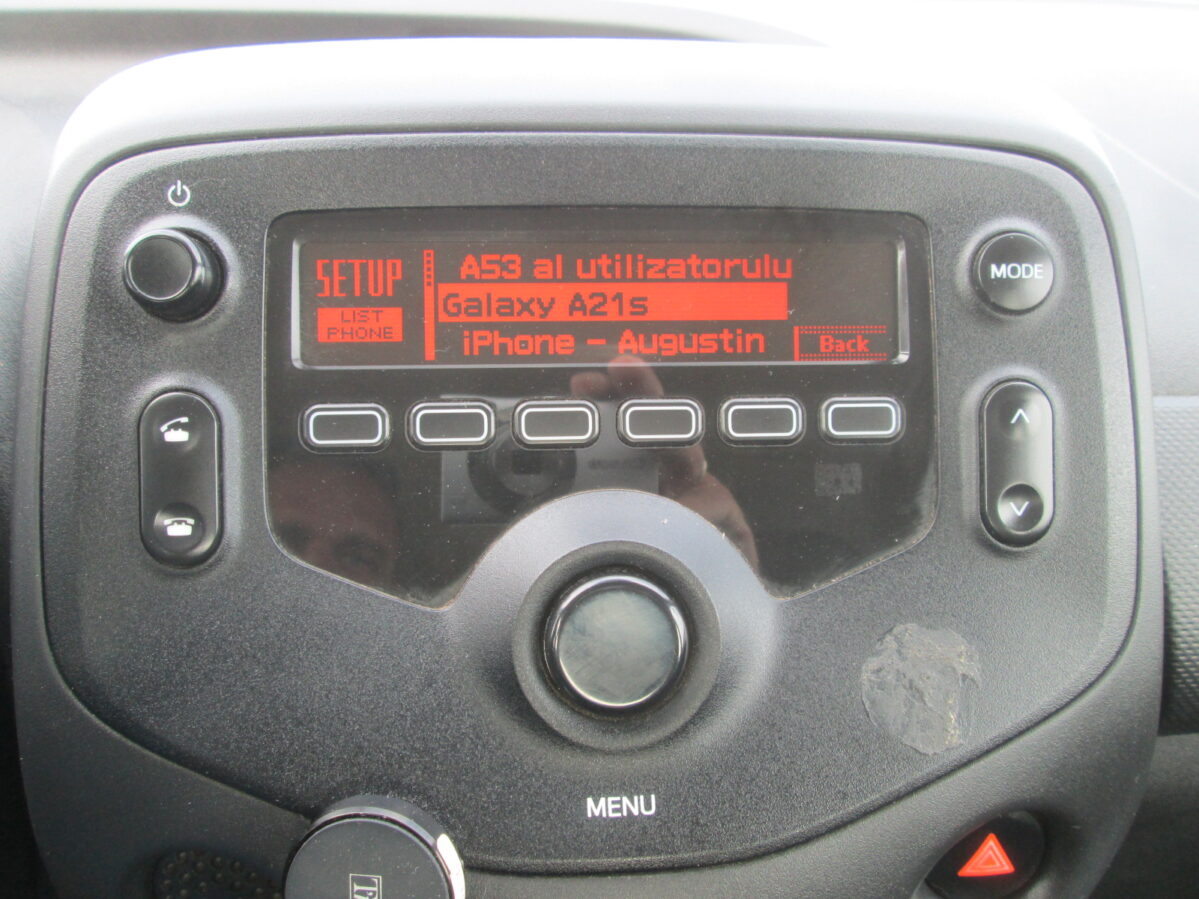 SETUP
LIST
PHONE
A53 al utilizatorulu
Galaxy A21s
iPhone - Augustin
Back
MODE
MENU